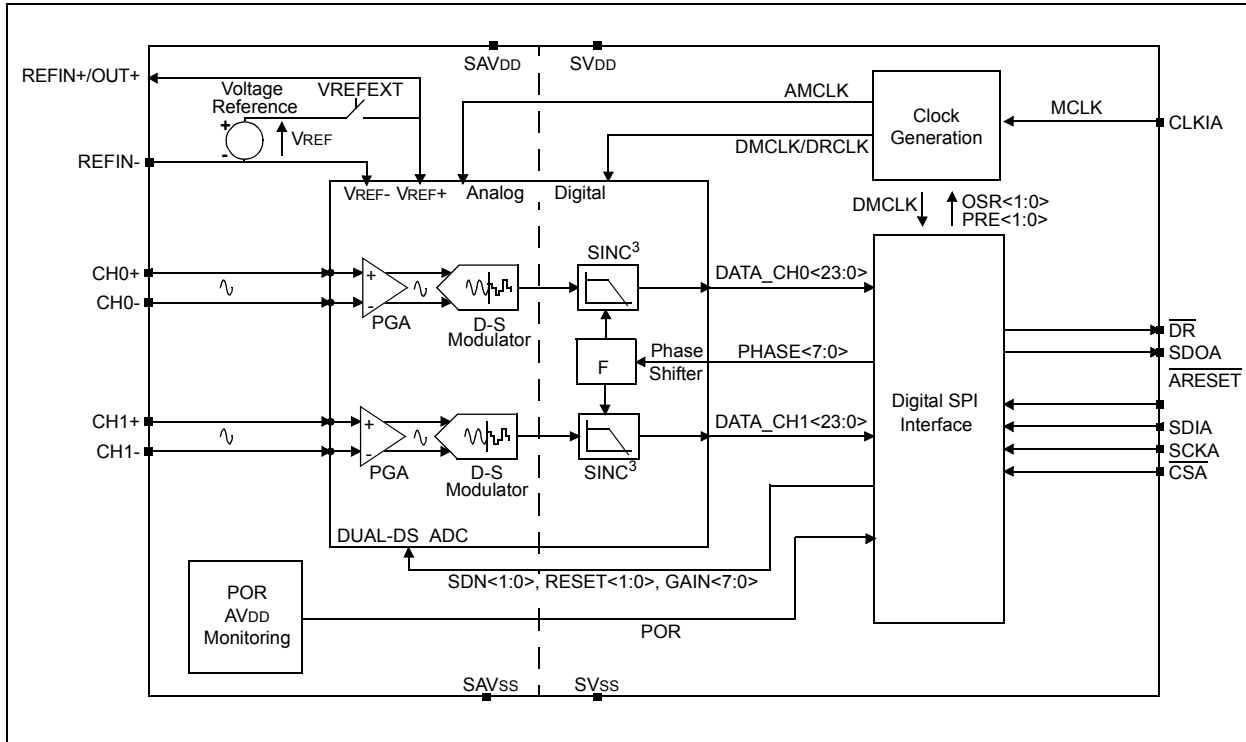 SAVDD
SVDD
REFIN+/OUT+
Voltage
Reference
VREFEXT
+
-
VREF
REFIN-
AMCLK
DMCLK/DRCLK
Clock
Generation
MCLK
CLKIA
VREF- VREF+
Analog
Digital
DMCLK
OSR<1:0>
PRE<1:0>
CH0+
CH0-
+
-
PGA
D-S
Modulator
SINC3
DATA_CH0<23:0>
F
Phase
Shifter
PHASE<7:0>
Digital SPI
Interface
DR
SDOA
ARESET
SDIA
SCKA
CSA
CH1+
CH1-
+
-
PGA
D-S
Modulator
SINC3
DATA_CH1<23:0>
DUAL-DS ADC
SDN<1:0>, RESET<1:0>, GAIN<7:0>
POR
AVDD
Monitoring
POR
SAVSS
SVSS